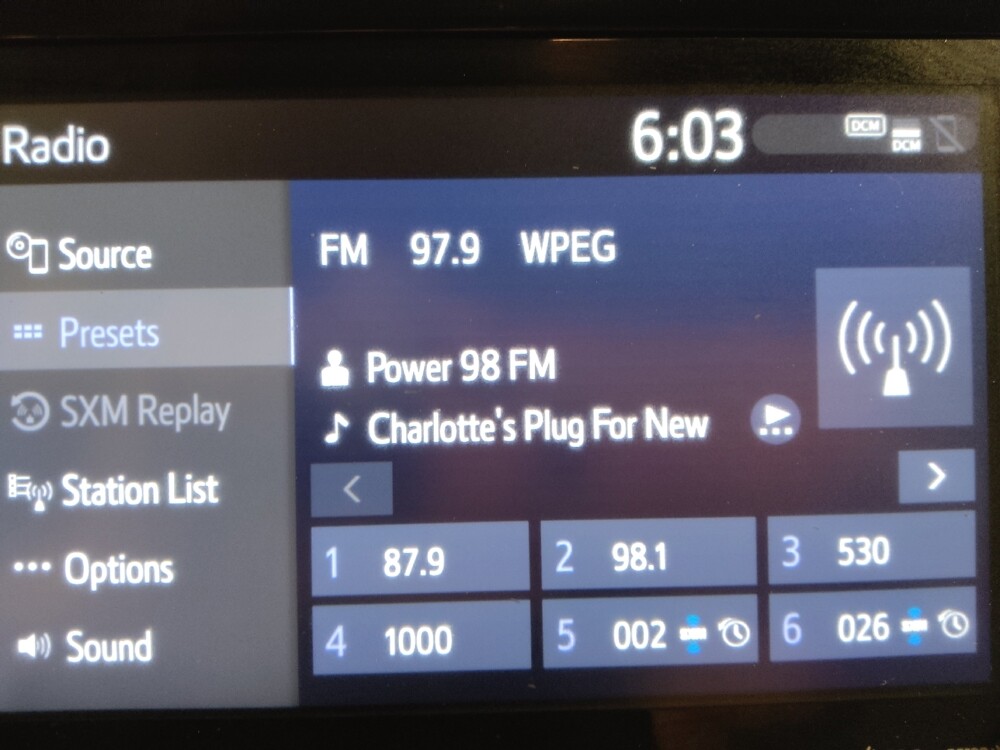 Radio
6:03
DCM
DCM
Source
Presets
SXM Replay
Station List
Options
Sound
FM 97.9 WPEG
Power 98 FM
Charlotte's Plug For New
1 87.9
2 98.1
3 530
4 1000
5 002
6 026